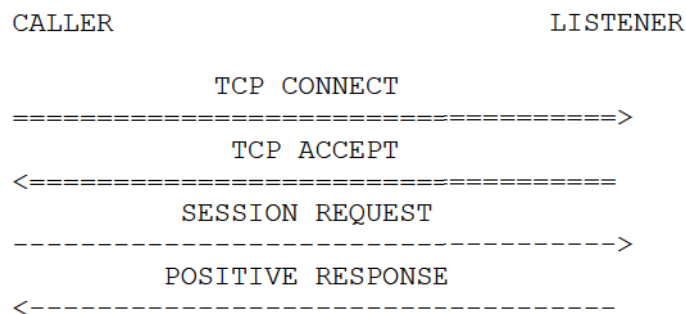 CALLER LISTENER
TCP CONNECT
====================================>
TCP ACCEPT
<===================================
SESSION REQUEST
------------------------------------>
POSITIVE RESPONSE
<-----------------------------------